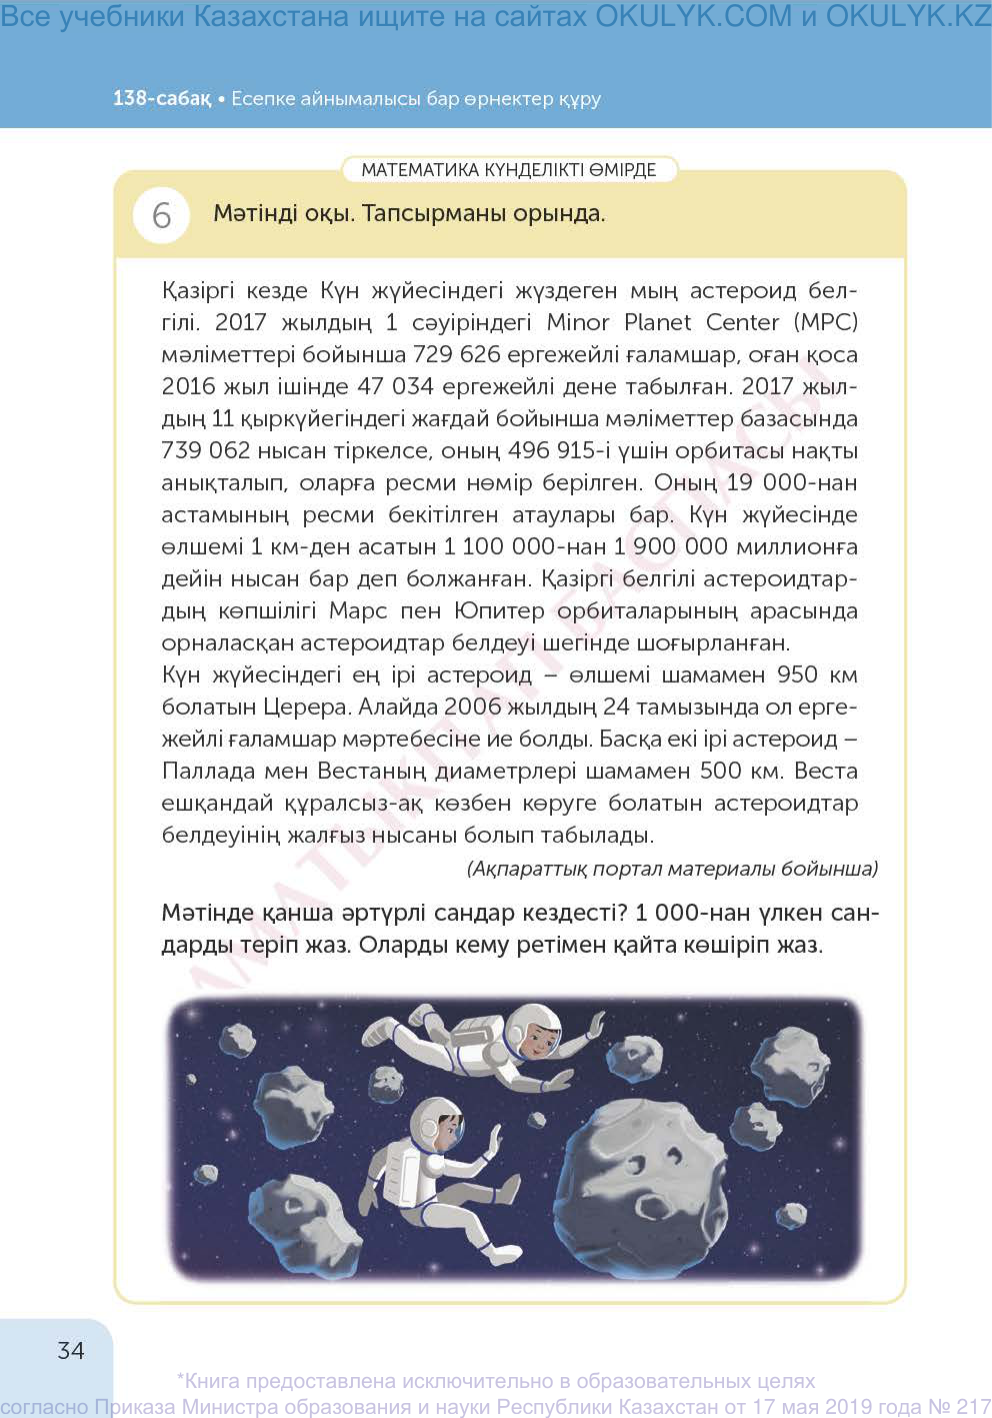 Все учебники Казахстана ищите на сайтах OKULYK.COM и OKULYK.KZ
138-сабақ • Есепке айнымалысы бар өрнектер құру
МАТЕМАТИКА КҮНДЕЛІКТІ ӨМІРДЕ
6 Мәтінді оқы. Тапсырманы орында.
Қазіргі кезде Күн жүйесіндегі жүздеген мың астероид бел-
гілі. 2017 жылдың 1 сәуіріндегі Minor Planet Center (MPC)
мәліметтері бойынша 729 626 ергежейлі ғаламшар, оған қоса
2016 жыл ішінде 47 034 ергежейлі дене табылған. 2017 жыл-
дың 11 қыркүйегіндегі жағдай бойынша мәліметтер базасында
739 062 нысан тіркелсе, оның 496 915-і үшін орбитасы нақты
анықталып, оларға ресми нөмір берілген. Оның 19 000-нан
астамының ресми бекітілген атаулары бар. Күн жүйесінде
өлшемі 1 км-ден асатын 1 100 000-нан 1 900 000 миллионға
дейін нысан бар деп болжанған. Қазіргі белгілі астероидтар-
дың көпшілігі Марс пен Юпитер орбиталарының арасында
орналасқан астероидтар белдеуі шегінде шоғырланған.
Күн жүйесіндегі ең ірі астероид – өлшемі шамамен 950 км
болатын Церера. Алайда 2006 жылдың 24 тамызында ол ерге-
жейлі ғаламшар мәртебесіне ие болды. Басқа екі ірі астероид –
Паллада мен Вестаның диаметрлері шамамен 500 км. Веста
ешқандай құралсыз-ақ көзбен көруге болатын астероидтар
белдеуінің жалғыз нысаны болып табылады.
(Ақпараттық портал материалы бойынша)
Мәтінде қанша әртүрлі сандар кездесті? 1 000-нан үлкен сан-
дарды теріп жаз. Оларды кему ретімен қайта көшіріп жаз.
АМАТЫКІТАП БАСПАСЫ
34
*Книга предоставлена исключительно в образовательных целях
согласно Приказа Министра образования и науки Республики Казахстан от 17 мая 2019 года № 217